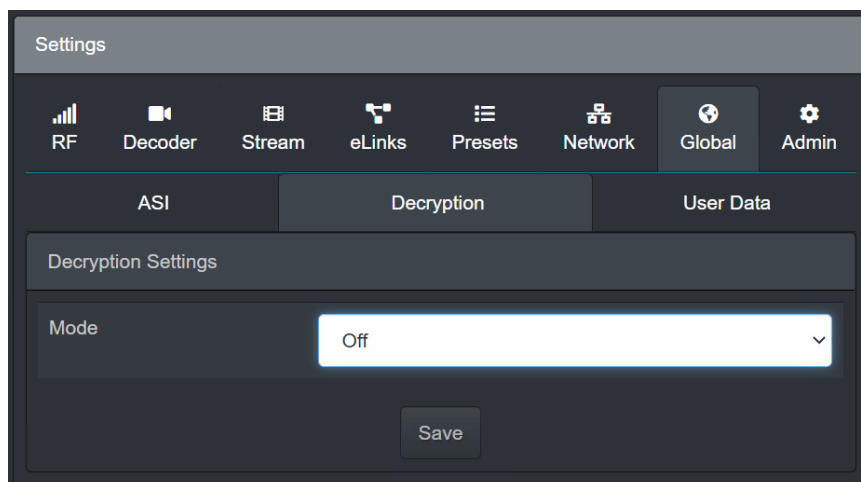 Settings
RF Decoder Stream eLinks Presets Network Global Admin
ASI Decryption User Data
Decryption Settings
Mode Off
Save